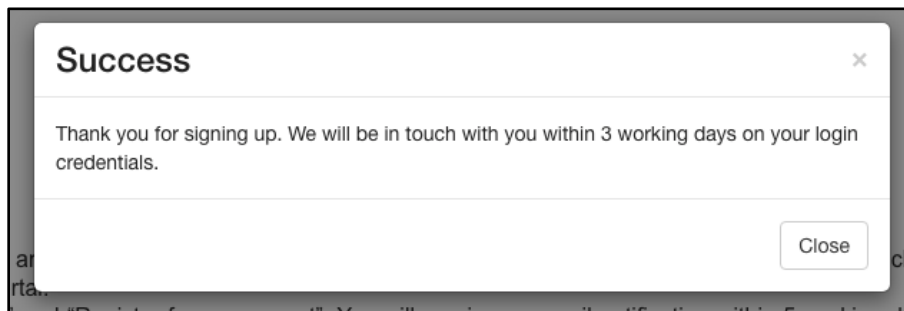 Success
×
Thank you for signing up. We will be in touch with you within 3 working days on your login
credentials.
Close